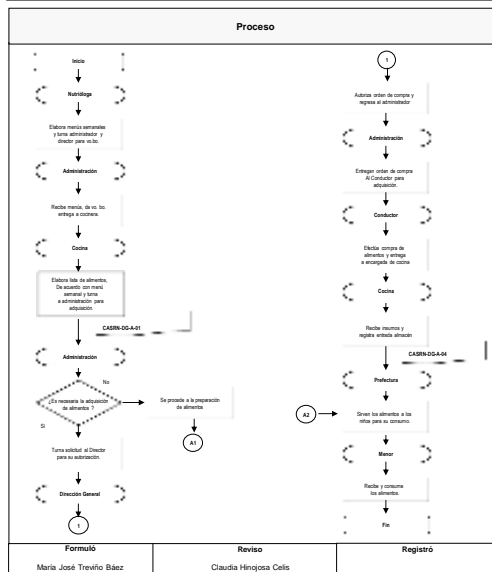 Proceso
Inicio
Nutrióloga
Elabora menús semanales
y turna administrador y
director para vo.bo.
Administración
Recibe menús, da vo. bo.
entrega a cocinera.
Cocina
Elabora lista de alimentos,
De acuerdo con menú
semanal y turna
a administración para
adquisición.
CASRN-DG-A-01
Administración
No
¿Es necesaria la adquisición
de alimentos ?
Si
Se procede a la preparación
de alimentos
A1
Turna solicitud al Director
para su autorización.
Dirección General
1
1
Autoriza orden de compra y
regresa al administrador
Administración
Entregan orden de compra
Al Conductor para
adquisición.
Conductor
Efectúa compra de
alimentos y entrega
a encargada de cocina
Cocina
Recibe insumos y
registra entrada almacén
CASRN-DG-A-04
Prefectura
A2
Sirven los alimentos a los
niños para su consumo.
Menor
Recibe y consume
los alimentos.
Fin
Formuló
Reviso
Registró
María José Treviño Báez
Claudia Hinojosa Celis